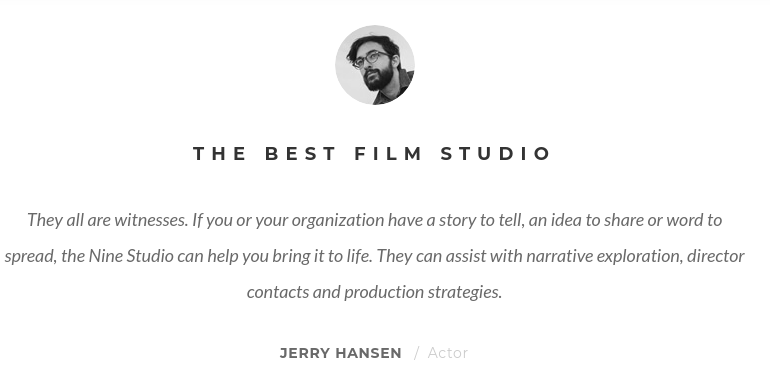 THE BEST FILM STUDIO
They all are witnesses. If you or your organization have a story to tell, an idea to share or word to
spread, the Nine Studio can help you bring it to life. They can assist with narrative exploration, director
contacts and production strategies.
JERRY HANSEN / Actor